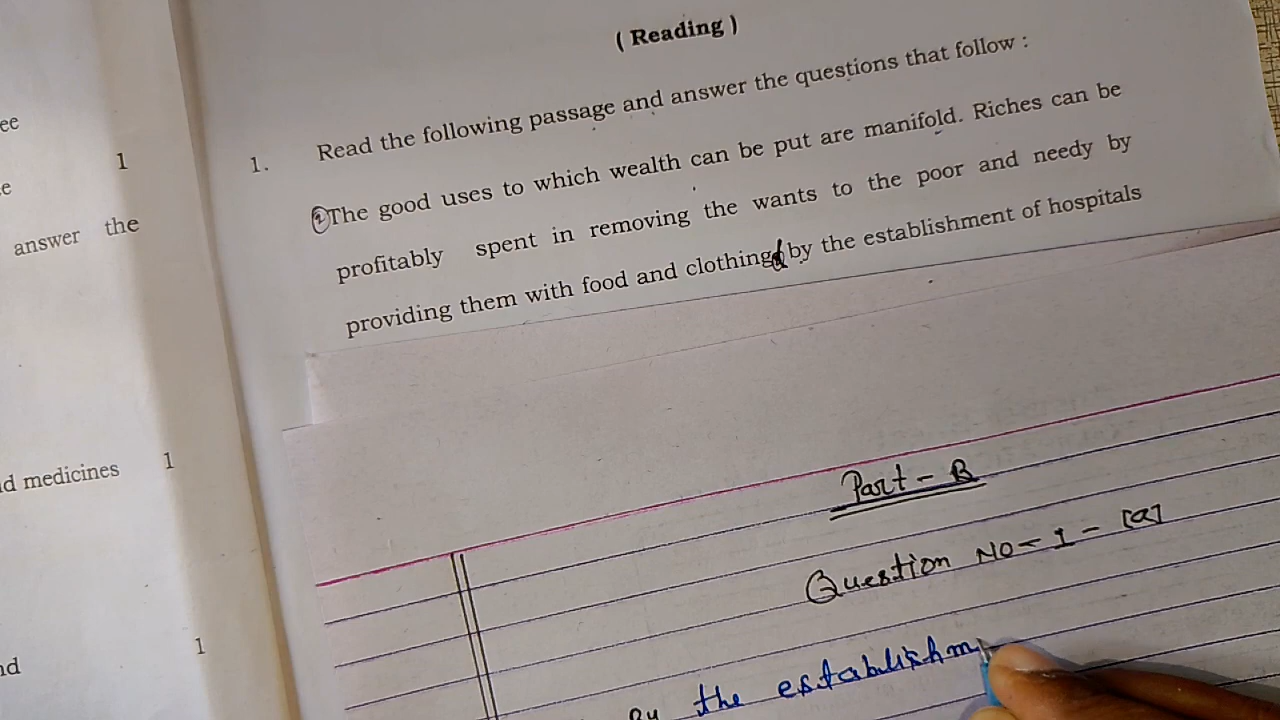 ee
1
e
answer the
d medicines 1
nd 1
( Reading )
1. Read the following passage and answer the questions that follow :
The good uses to which wealth can be put are manifold. Riches can be
profitably spent in removing the wants to the poor and needy by
providing them with food and clothing by the establishment of hospitals
Part - B
Question No - 1 - [a]
By the establishm